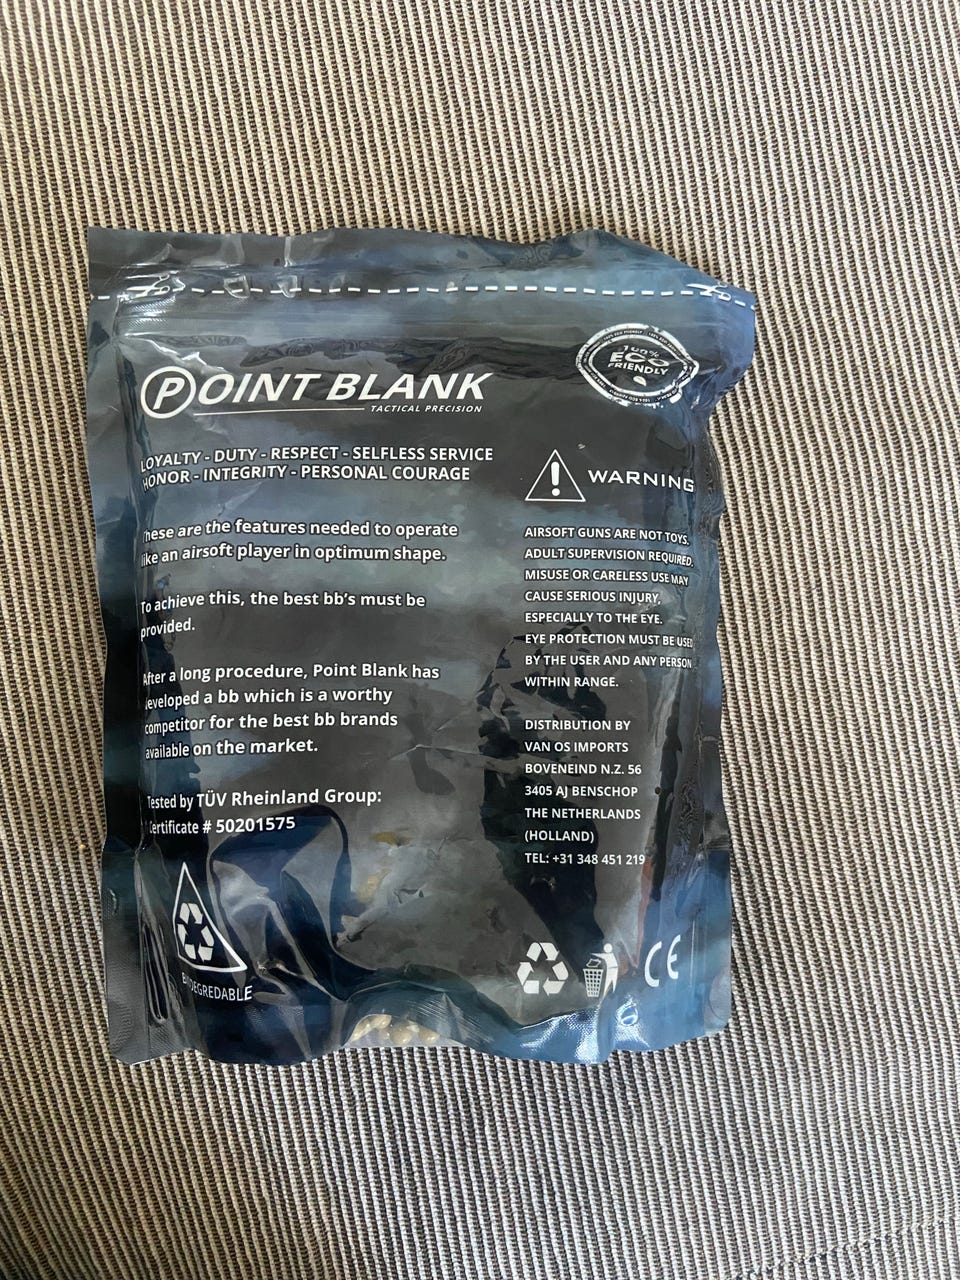 POINT BLANK
TACTICAL PRECISION
100%
ECO
FRIENDLY
LOYALTY - DUTY - RESPECT - SELFLESS SERVICE
HONOR - INTEGRITY - PERSONAL COURAGE
These are the features needed to operate
like an airsoft player in optimum shape.
To achieve this, the best bb's must be
provided.
After a long procedure, Point Blank has
developed a bb which is a worthy
competitor for the best bb brands
available on the market.
Tested by TÜV Rheinland Group:
Certificate # 50201575
BIODEGREDABLE
WARNING
AIRSOFT GUNS ARE NOT TOYS.
ADULT SUPERVISION REQUIRED.
MISUSE OR CARELESS USE MAY
CAUSE SERIOUS INJURY,
ESPECIALLY TO THE EYE.
EYE PROTECTION MUST BE USED
BY THE USER AND ANY PERSON
WITHIN RANGE.
DISTRIBUTION BY
VAN OS IMPORTS
BOVENEIND N.Z. 56
3405 AJ BENSCHOP
THE NETHERLANDS
(HOLLAND)
TEL: +31 348 451 219
CE